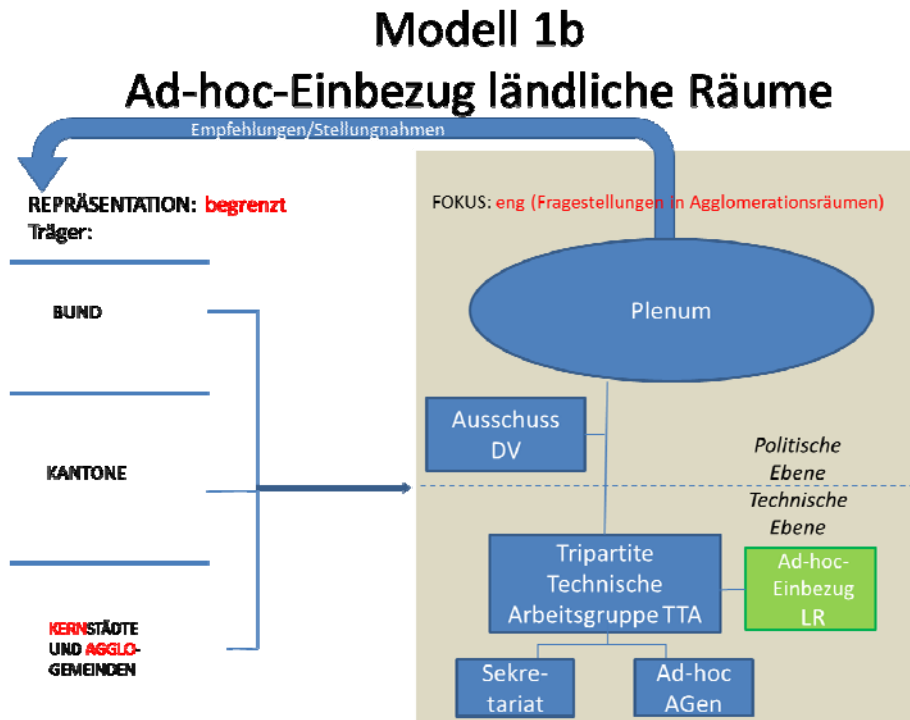 Modell 1b
Ad-hoc-Einbezug ländliche Räume
Empfehlungen/Stellungnahmen
REPRÄSENTATION: begrenzt
Träger:
FOKUS: eng (Fragestellungen in Agglomerationsräumen)
BUND
KANTONE
KERNSTÄDTE
UND AGGLO-
GEMEINDEN
Plenum
Ausschuss
DV
Politische
Ebene
Technische
Ebene
Tripartite
Technische
Arbeitsgruppe TTA
Ad-hoc-
Einbezug
LR
Sekre-
tariat
Ad-hoc
AGen